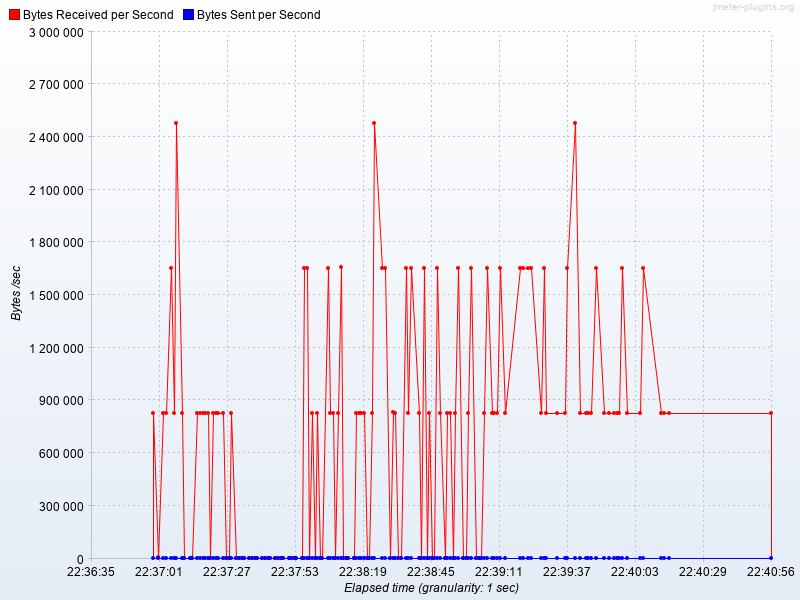 jmeter-plugins.org
Bytes Received per Second Bytes Sent per Second
3 000 000
2 700 000
2 400 000
2 100 000
1 800 000
1 500 000
1 200 000
900 000
600 000
300 000
0
Bytes /sec
22:36:35 22:37:01 22:37:27 22:37:53 22:38:19 22:38:45 22:39:11 22:39:37 22:40:03 22:40:29 22:40:56
Elapsed time (granularity: 1 sec)